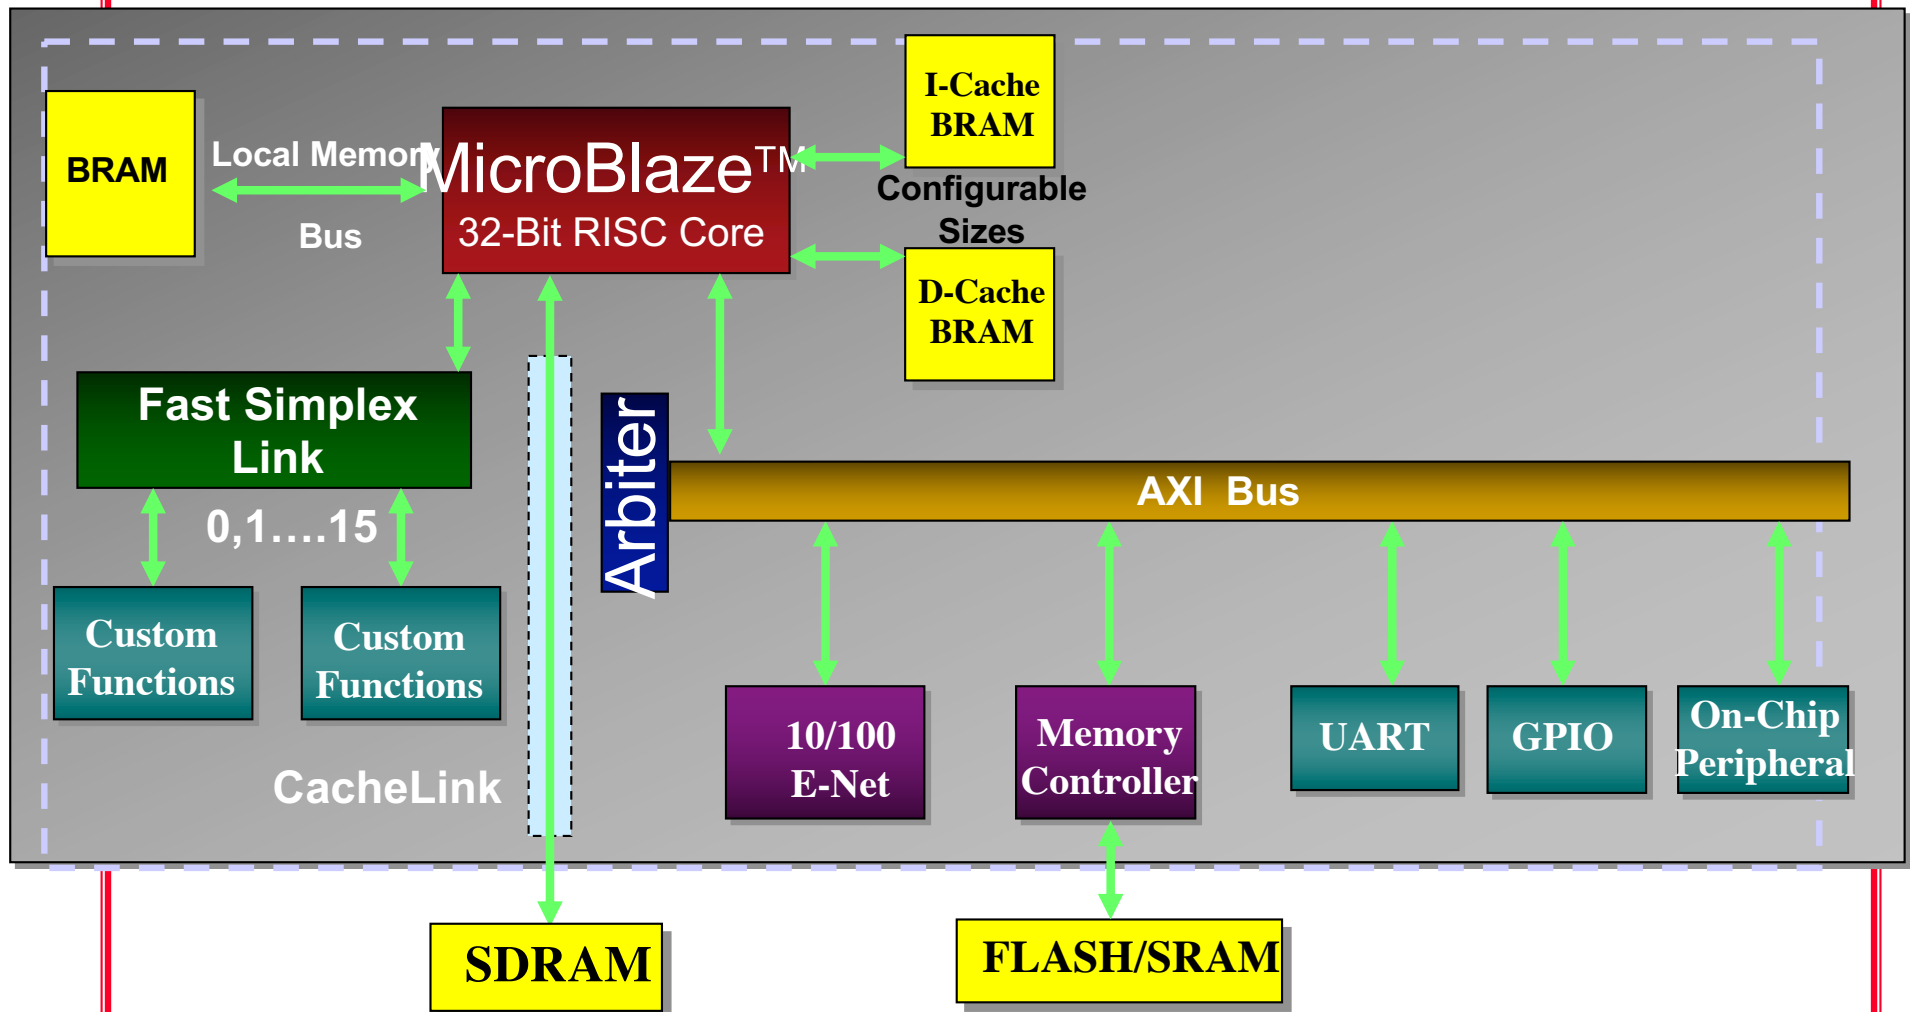 BRAM
Local Memory
Bus
MicroBlaze™
32-Bit RISC Core
I-Cache
BRAM
Configurable
Sizes
D-Cache
BRAM
Fast Simplex
Link
0,1....15
Custom
Functions
Custom
Functions
CacheLink
Arbiter
AXI Bus
10/100
E-Net
Memory
Controller
UART
GPIO
On-Chip
Peripheral
SDRAM
FLASH/SRAM